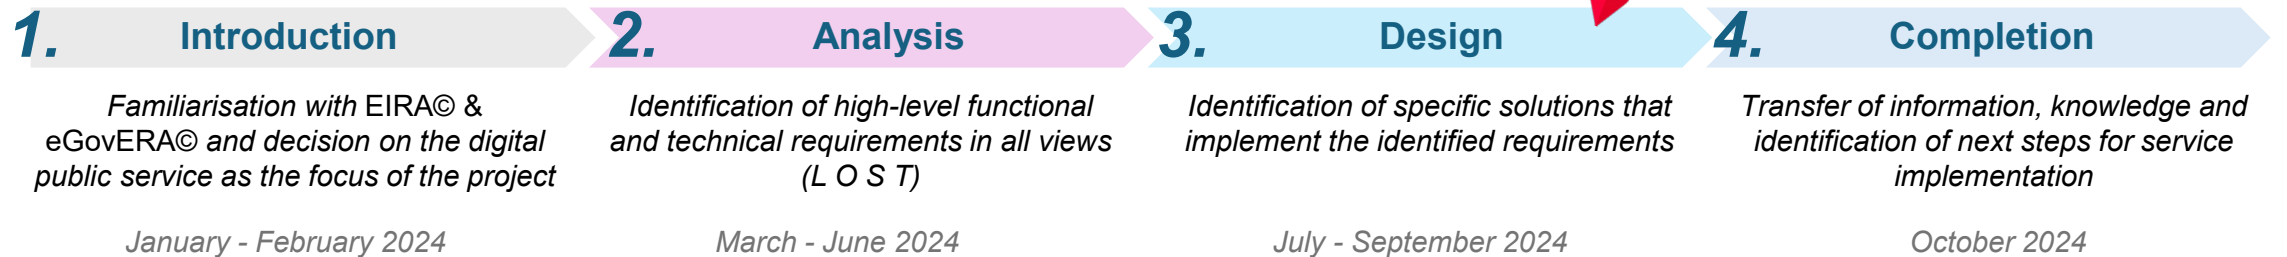 1. Introduction
Familiarisation with EIRA© &
eGovERA© and decision on the digital
public service as the focus of the project
January - February 2024
2. Analysis
Identification of high-level functional
and technical requirements in all views
(L O S T)
March - June 2024
3. Design
Identification of specific solutions that
implement the identified requirements
July - September 2024
4. Completion
Transfer of information, knowledge and
identification of next steps for service
implementation
October 2024